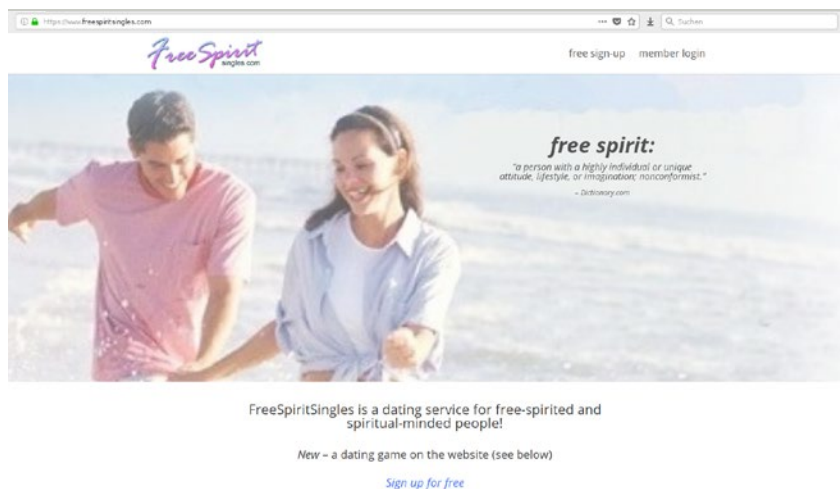 https://www.freespiritsingles.com
Suchen
FreeSpirit
singles.com
free sign-up member login
free spirit:
"a person with a highly individual or unique
attitude, lifestyle, or imagination; nonconformist."
– Dictionary.com
FreeSpiritSingles is a dating service for free-spirited and
spiritual-minded people!
New – a dating game on the website (see below)
Sign up for free